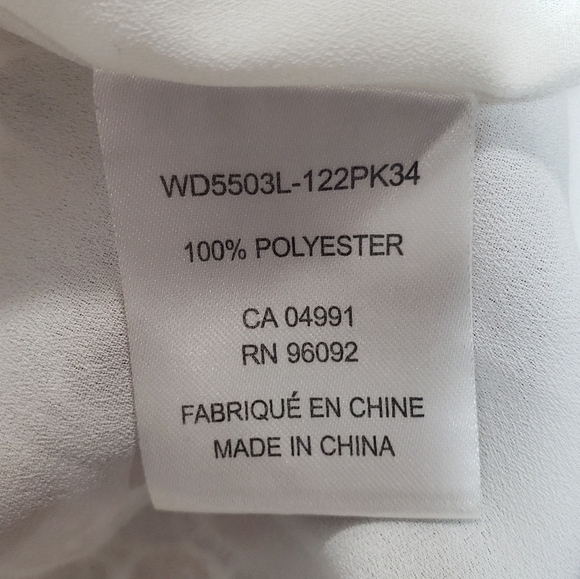 WD5503L-122PK34
100% POLYESTER
CA 04991
RN 96092
FABRIQUÉ EN CHINE
MADE IN CHINA